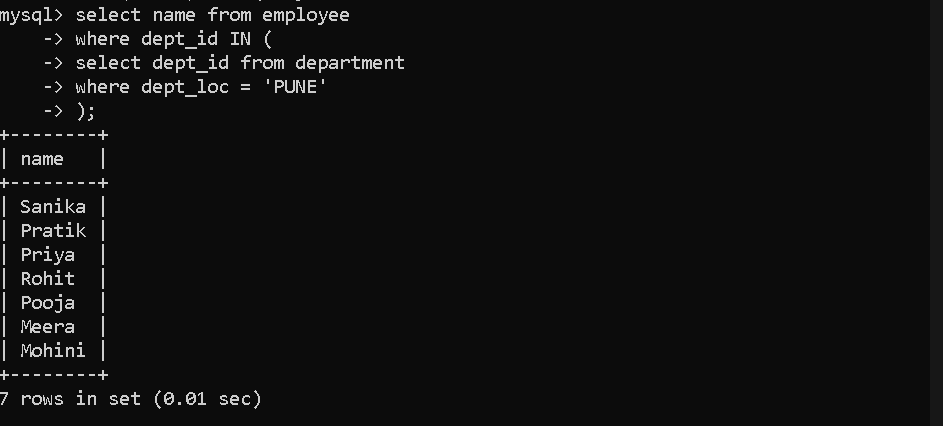 mysql> select name from employee
    -> where dept_id IN (
    -> select dept_id from department
    -> where dept_loc = 'PUNE'
    -> );
+--------+
| name   |
+--------+
| Sanika |
| Pratik |
| Priya  |
| Rohit  |
| Pooja  |
| Meera  |
| Mohini |
+--------+
7 rows in set (0.01 sec)